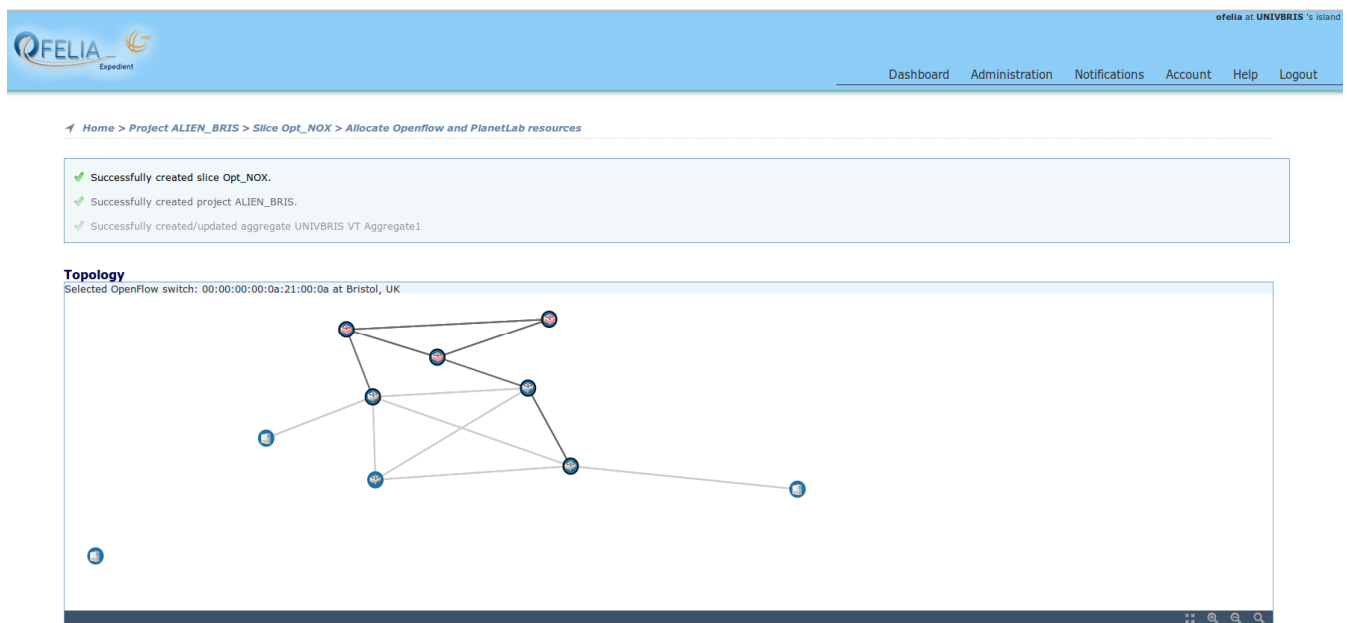 ofelia at UNIVBRIS 's island
OFELIA
Expedient
Dashboard Administration Notifications Account Help Logout
Home > Project ALIEN_BRIS > Slice Opt_NOX > Allocate Openflow and PlanetLab resources
Successfully created slice Opt_NOX.
Successfully created project ALIEN_BRIS.
Successfully created/updated aggregate UNIVBRIS VT Aggregate1
Topology
Selected OpenFlow switch: 00:00:00:00:0a:21:00:0a at Bristol, UK